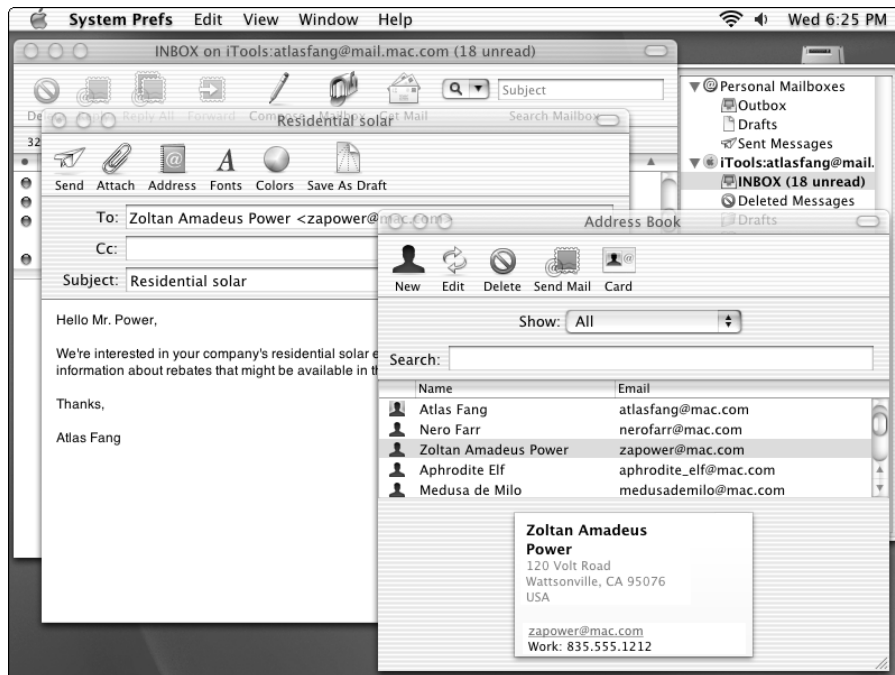 System Prefs Edit View Window Help Wed 6:25 PM
INBOX on iTools:atlasfang@mail.mac.com (18 unread)
Reply All Forward Get Mail
Subject
Search Mailbox
32
Personal Mailboxes
Outbox
Drafts
Sent Messages
iTools:atlasfang@mail.
INBOX (18 unread)
Deleted Messages
Drafts
Residential solar
Send Attach Address Fonts Colors Save As Draft
To: Zoltan Amadeus Power <zapower@mac.com>
Cc:
Subject: Residential solar
Hello Mr. Power,
We're interested in your company's residential solar
information about rebates that might be available in
Thanks,
Atlas Fang
Address Book
New Edit Delete Send Mail Card
Show: All
Search:
Name Email
Atlas Fang atlasfang@mac.com
Nero Farr nerofarr@mac.com
Zoltan Amadeus Power zapower@mac.com
Aphrodite Elf aphrodite_elf@mac.com
Medusa de Milo medusademilo@mac.com
Zoltan Amadeus
Power
120 Volt Road
Wattsonville, CA 95076
USA
zapower@mac.com
Work: 835.555.1212